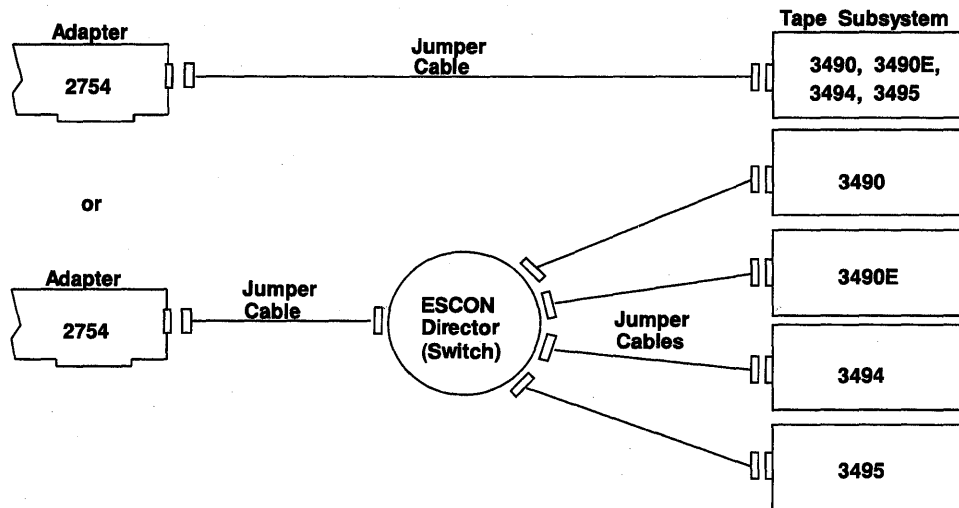 Adapter
2754
Jumper
Cable
Tape Subsystem
3490, 3490E,
3494, 3495
or
Adapter
2754
Jumper
Cable
ESCON
Director
(Switch)
Jumper
Cables
3490
3490E
3494
3495